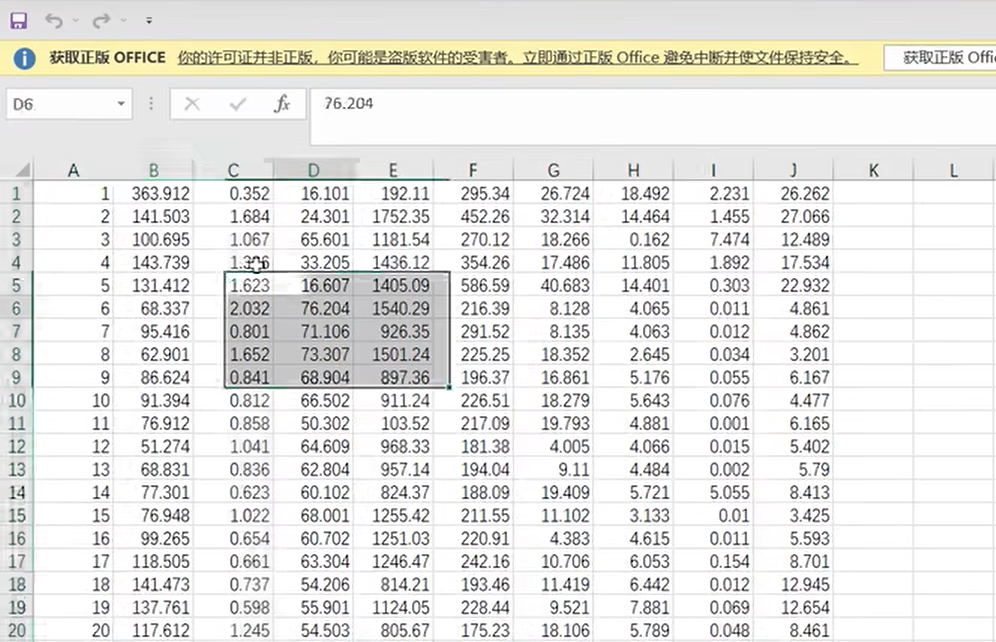 获取正版 OFFICE 你的许可证并非正版，你可能是盗版软件的受害者。立即通过正版 Office 避免中断并使文件保持安全。 获取正版 Offic
D6 fx 76.204
A B C D E F G H I J K L
1 1 363.912 0.352 16.101 192.11 295.34 26.724 18.492 2.231 26.262
2 2 141.503 1.684 24.301 1752.35 452.26 32.314 14.464 1.455 27.066
3 3 100.695 1.067 65.601 1181.54 270.12 18.266 0.162 7.474 12.489
4 4 143.739 33.205 1436.12 354.26 17.486 11.805 1.892 17.534
5 5 131.412 1.623 16.607 1405.09 586.59 40.683 14.401 0.303 22.932
6 6 68.337 2.032 76.204 1540.29 216.39 8.128 4.065 0.011 4.861
7 7 95.416 0.801 71.106 926.35 291.52 8.135 4.063 0.012 4.862
8 8 62.901 1.652 73.307 1501.24 225.25 18.352 2.645 0.034 3.201
9 9 86.624 0.841 68.904 897.36 196.37 16.861 5.176 0.055 6.167
10 10 91.394 0.812 66.502 911.24 226.51 18.279 5.643 0.076 4.477
11 11 76.912 0.858 50.302 103.52 217.09 19.793 4.881 0.001 6.165
12 12 51.274 1.041 64.609 968.33 181.38 4.005 4.066 0.015 5.402
13 13 68.831 0.836 62.804 957.14 194.04 9.11 4.484 0.002 5.79
14 14 77.301 0.623 60.102 824.37 188.09 19.409 5.721 5.055 8.413
15 15 76.948 1.022 68.001 1255.42 211.55 11.102 3.133 0.01 3.425
16 16 99.265 0.654 60.702 1251.03 220.91 4.383 4.615 0.011 5.593
17 17 118.505 0.661 63.304 1246.47 242.16 10.706 6.053 0.154 8.701
18 18 141.473 0.737 54.206 814.21 193.46 11.419 6.442 0.012 12.945
19 19 137.761 0.598 55.901 1124.05 228.44 9.521 7.881 0.069 12.654
20 20 117.612 1.245 54.503 805.67 175.23 18.106 5.789 0.048 8.461